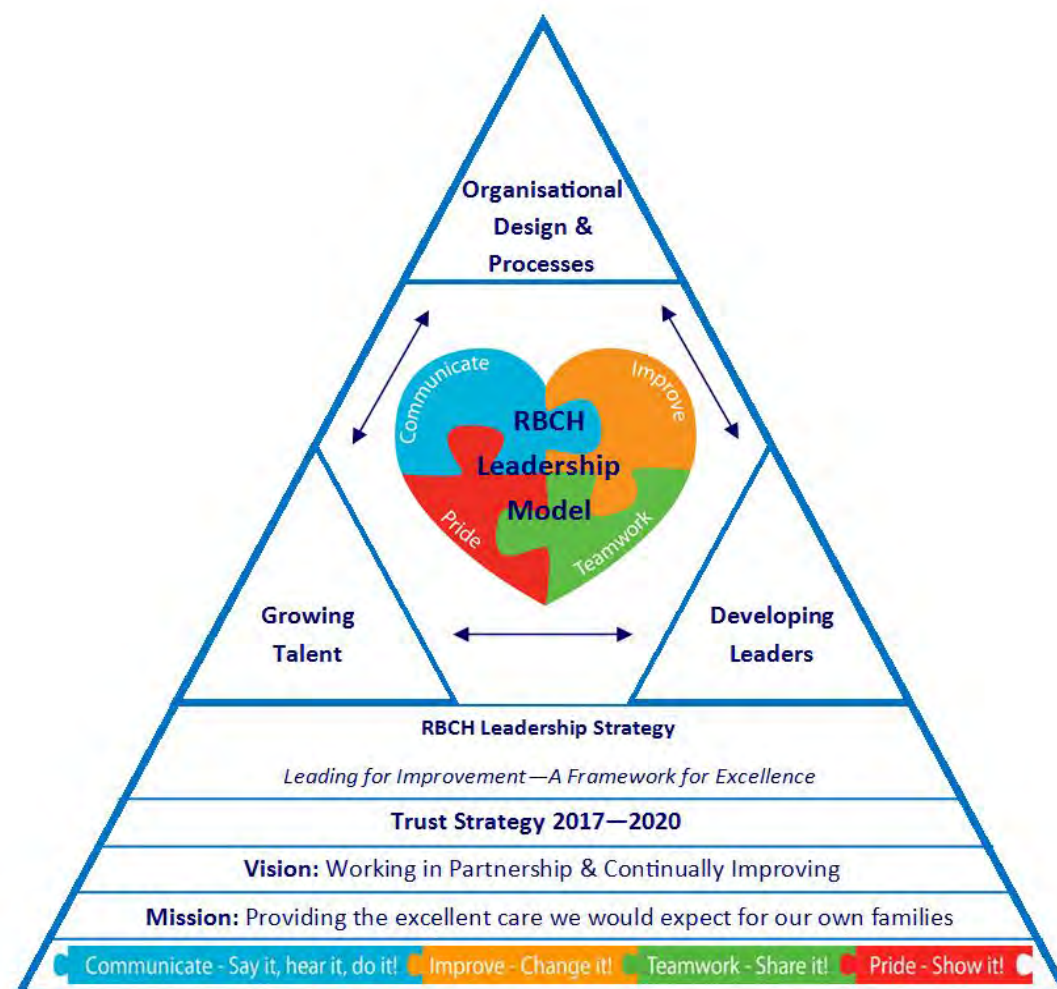 Organisational
Design &
Processes
Communicate
Improve
RBCH
Leadership
Model
Pride
Teamwork
Growing
Talent
Developing
Leaders
RBCH Leadership Strategy
Leading for Improvement—A Framework for Excellence
Trust Strategy 2017—2020
Vision: Working in Partnership & Continually Improving
Mission: Providing the excellent care we would expect for our own families
Communicate - Say it, hear it, do it! Improve - Change it! Teamwork - Share it! Pride - Show it!